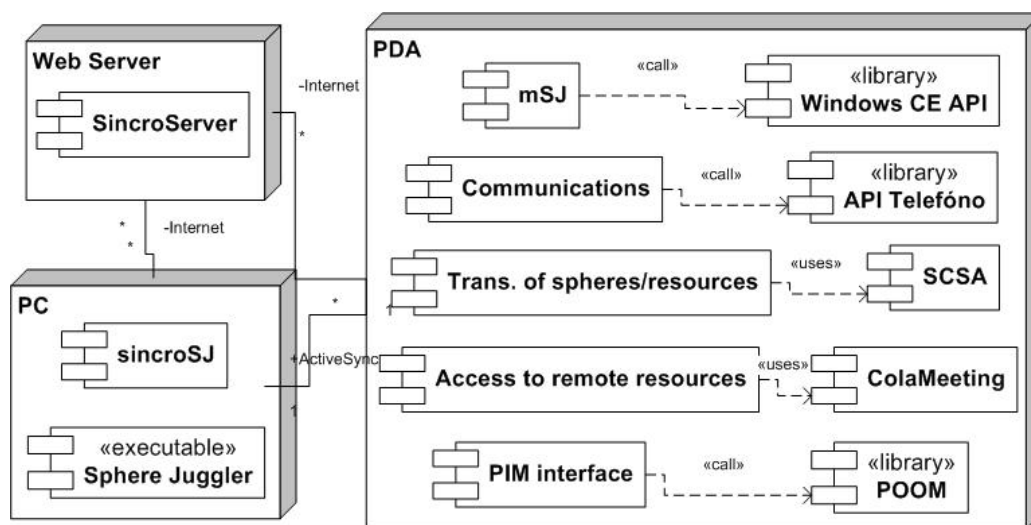 Web Server
SincroServer
-Internet
*
*
*
-Internet
PC
sincroSJ
+ActiveSync
1
«executable»
Sphere Juggler
PDA
mSJ
«call»
«library»
Windows CE API
Communications
«call»
«library»
API Telefóno
*
1
Trans. of spheres/resources
«uses»
SCSA
Access to remote resources
«uses»
ColaMeeting
PIM interface
«call»
«library»
POOM